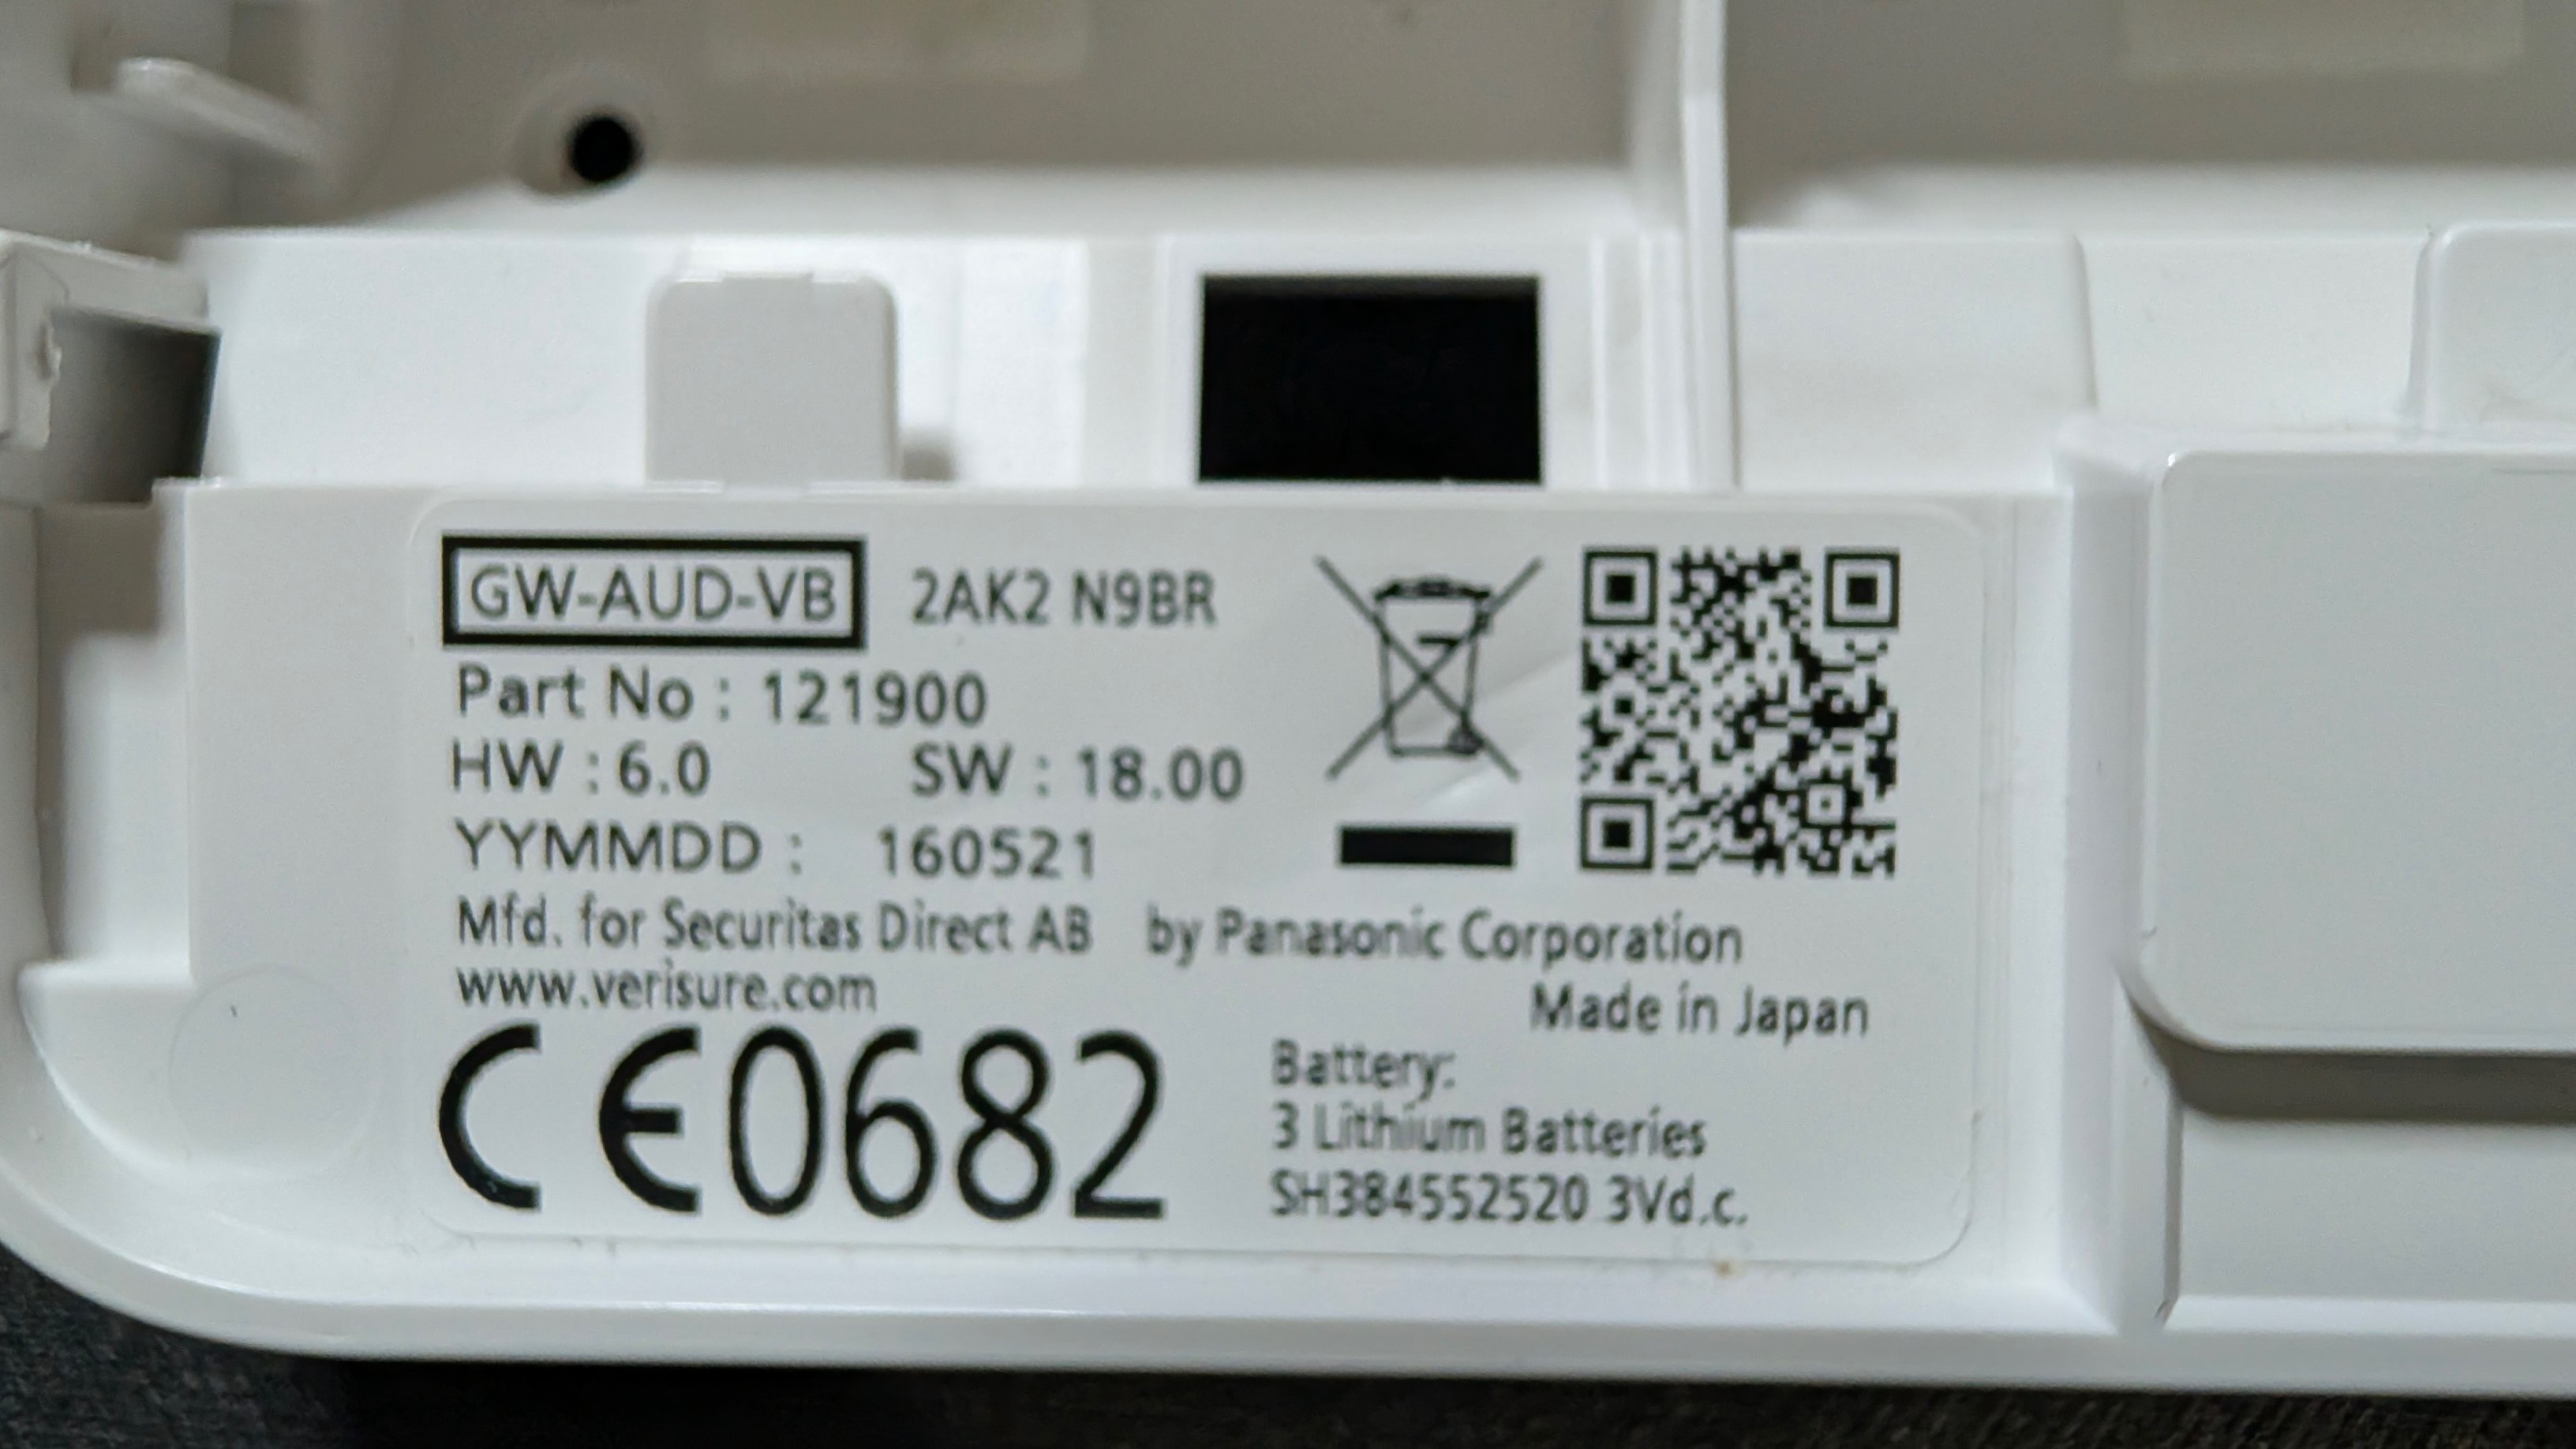 GW-AUD-VB 2AK2 N9BR
Part No : 121900
HW : 6.0 SW : 18.00
YYMMDD : 160521
Mfd. for Securitas Direct AB by Panasonic Corporation
www.verisure.com
Made in Japan
CE0682
Battery:
3 Lithium Batteries
SH384552520 3Vd.c.